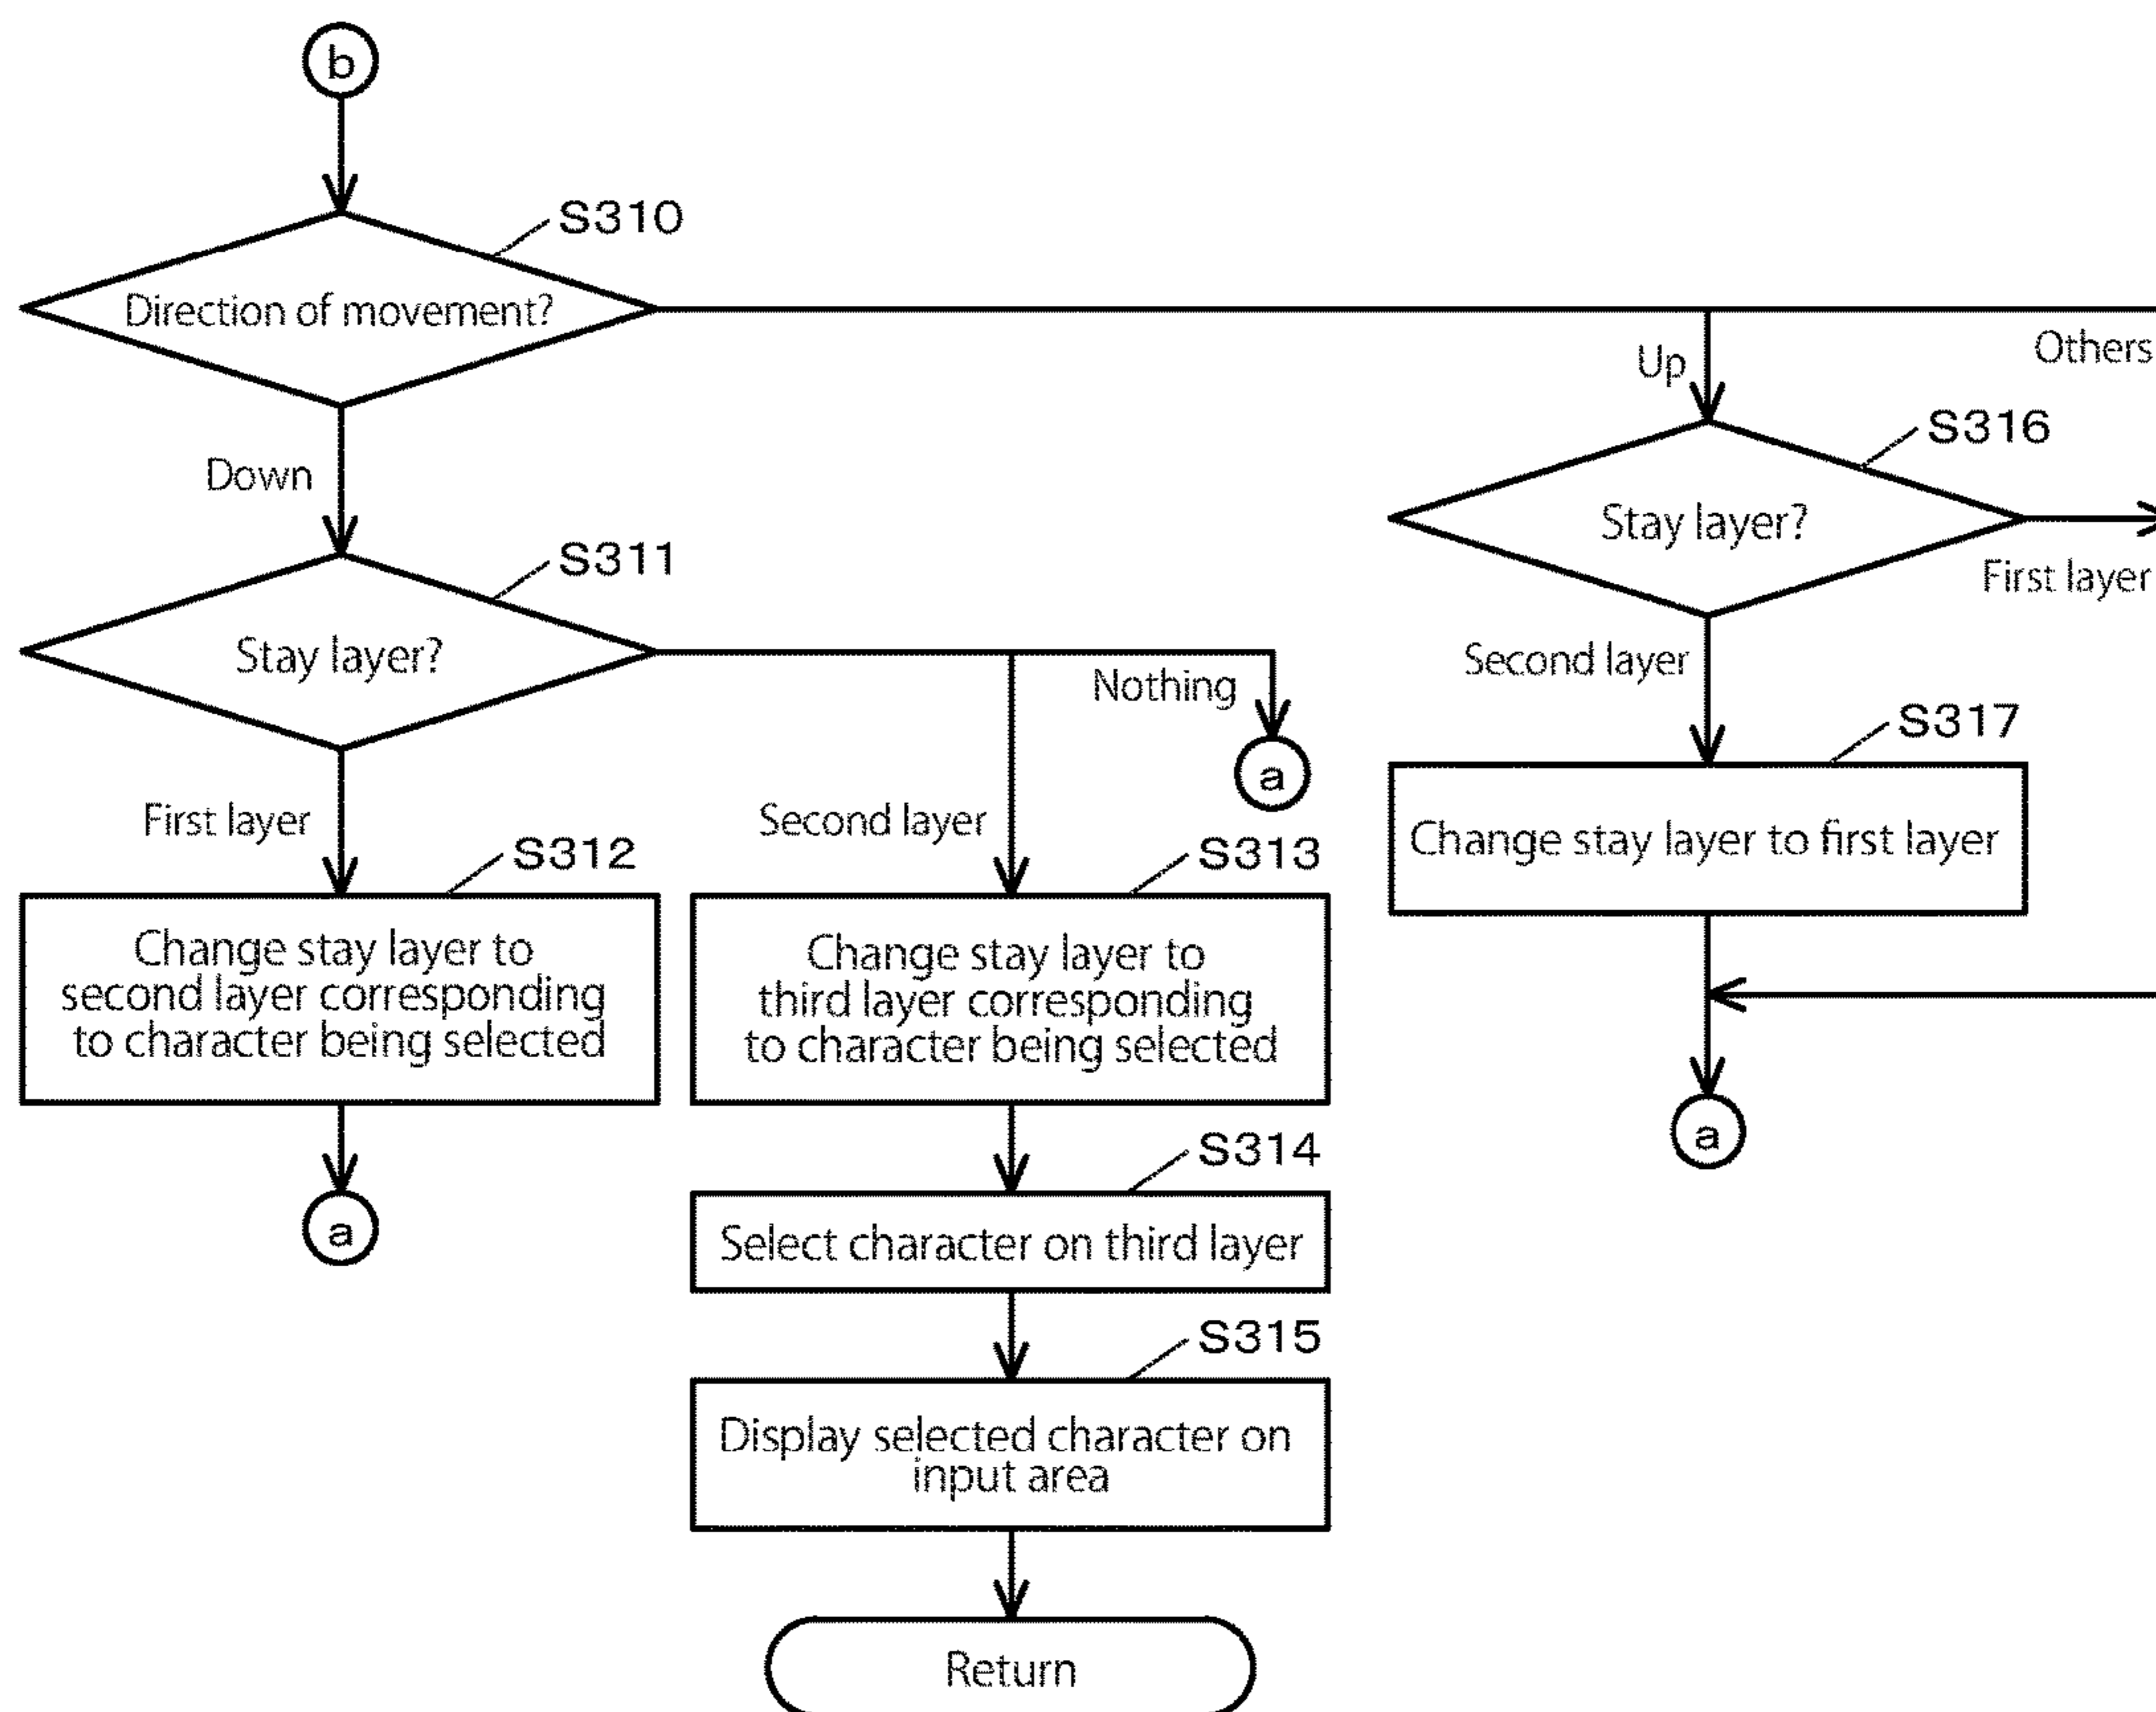 b
S310
Direction of movement?
Others
Up
S316
Down
Stay layer?
S311
First layer
Stay layer?
Second layer
Nothing
S317
a
First layer
Second layer
Change stay layer to first layer
S312
S313
Change stay layer to
second layer corresponding
to character being selected
Change stay layer to
third layer corresponding
to character being selected
a
S314
a
Select character on third layer
S315
Display selected character on
input area
Return